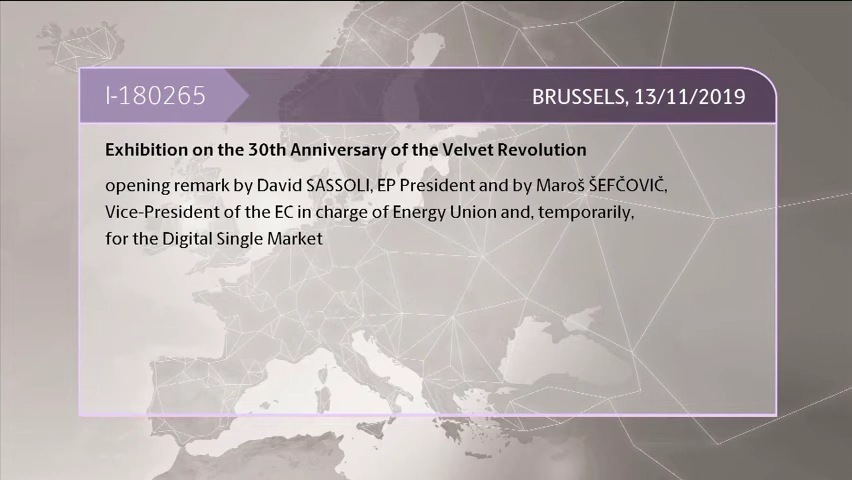 I-180265
BRUSSELS, 13/11/2019
Exhibition on the 30th Anniversary of the Velvet Revolution
opening remark by David SASSOLI, EP President and by Maroš ŠEFČOVIČ,
Vice-President of the EC in charge of Energy Union and, temporarily,
for the Digital Single Market